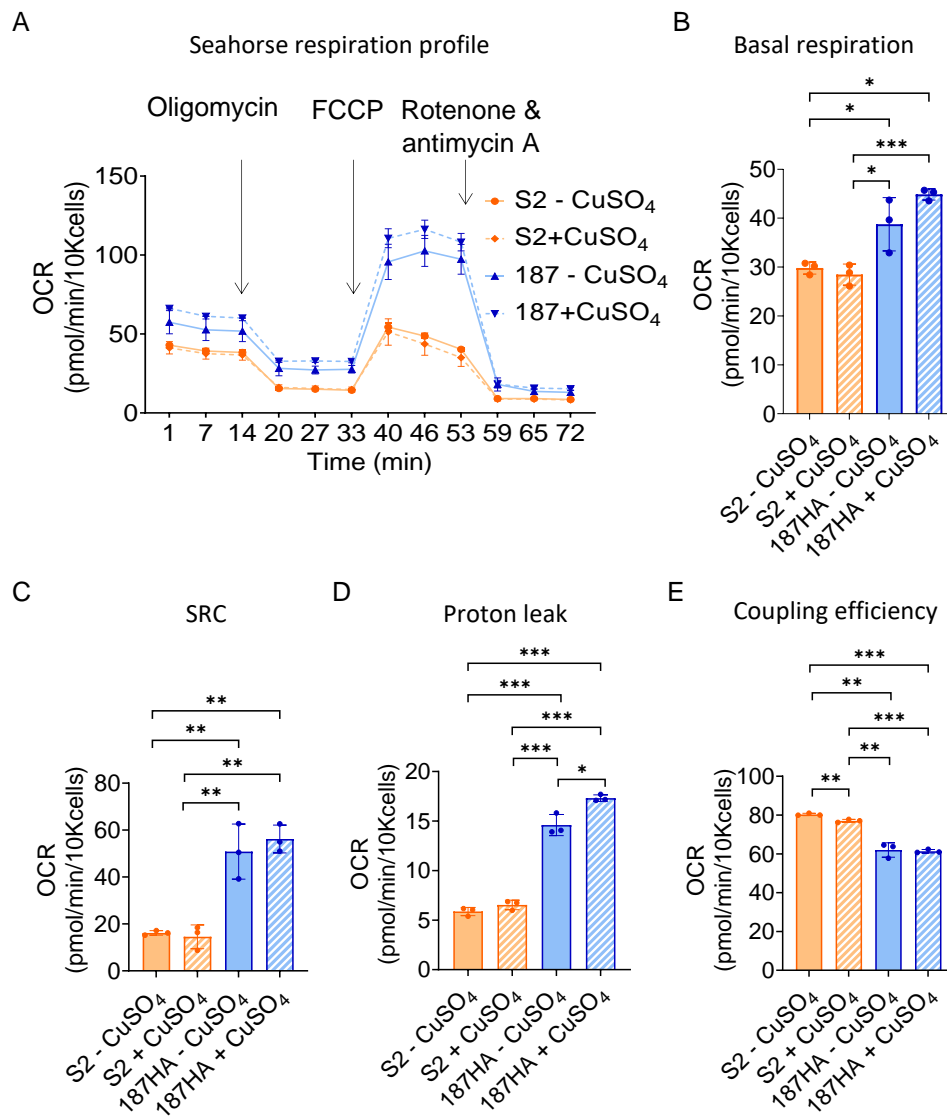 A
Seahorse respiration profile
Oligomycin
FCCP
Rotenone &
antimycin A
OCR
(pmol/min/10Kcells)
150
100
50
0
S2 - CuSO₄
S2+CuSO₄
187 - CuSO₄
187+CuSO₄
1 7 14 20 27 33 40 46 53 59 65 72
Time (min)
B
Basal respiration
*
*
***
*
OCR
(pmol/min/10Kcells)
50
40
30
20
10
0
S2 - CuSO₄
S2 + CuSO₄
187HA - CuSO₄
187HA + CuSO₄
C
SRC
**
**
**
**
OCR
(pmol/min/10Kcells)
80
60
40
20
0
S2 - CuSO₄
S2 + CuSO₄
187HA - CuSO₄
187HA + CuSO₄
D
Proton leak
***
***
***
***
*
OCR
(pmol/min/10Kcells)
20
15
10
5
0
S2 - CuSO₄
S2 + CuSO₄
187HA - CuSO₄
187HA + CuSO₄
E
Coupling efficiency
***
**
***
**
**
OCR
(pmol/min/10Kcells)
100
80
60
40
20
0
S2 - CuSO₄
S2 + CuSO₄
187HA - CuSO₄
187HA + CuSO₄